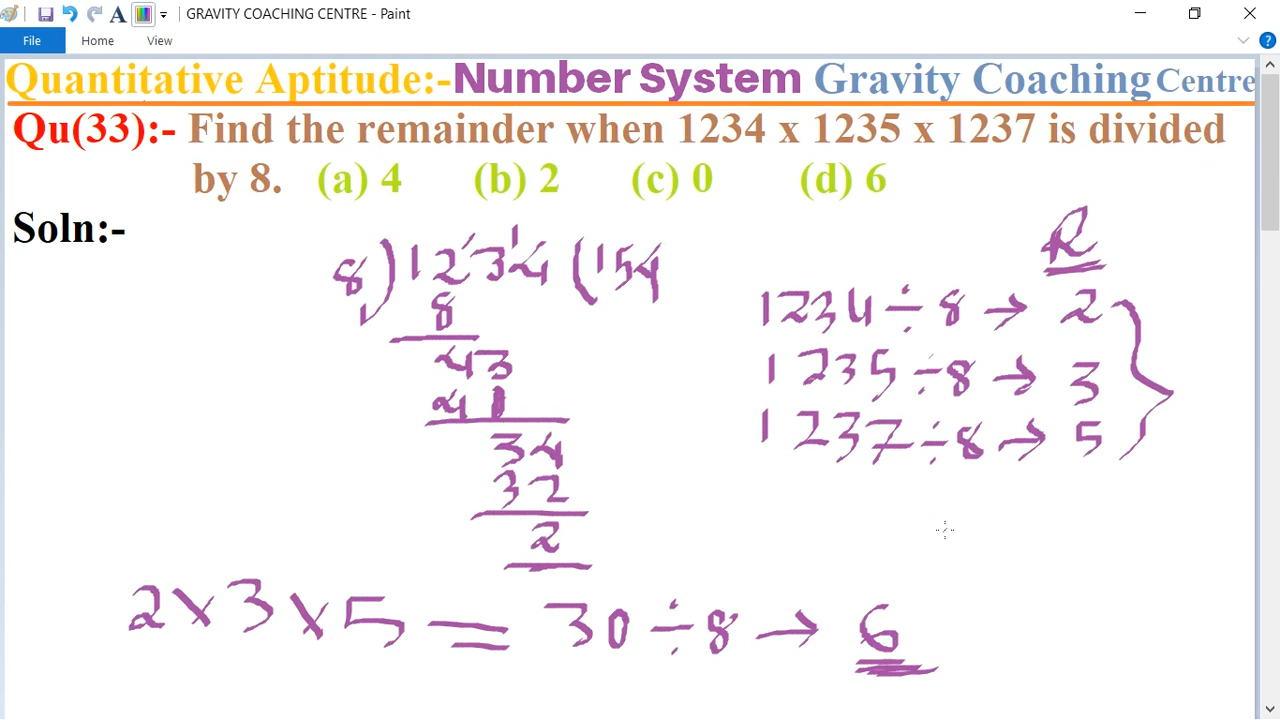 GRAVITY COACHING CENTRE - Paint
File Home View
Quantitative Aptitude:-Number System Gravity Coaching Centre
Qu(33):- Find the remainder when 1234 x 1235 x 1237 is divided
by 8. (a) 4 (b) 2 (c) 0 (d) 6
Soln:-
8)1234(154
8
43
40
34
32
2
R
1234÷8→2
1235÷8→3
1237÷8→5
2×3×5=30÷8→6